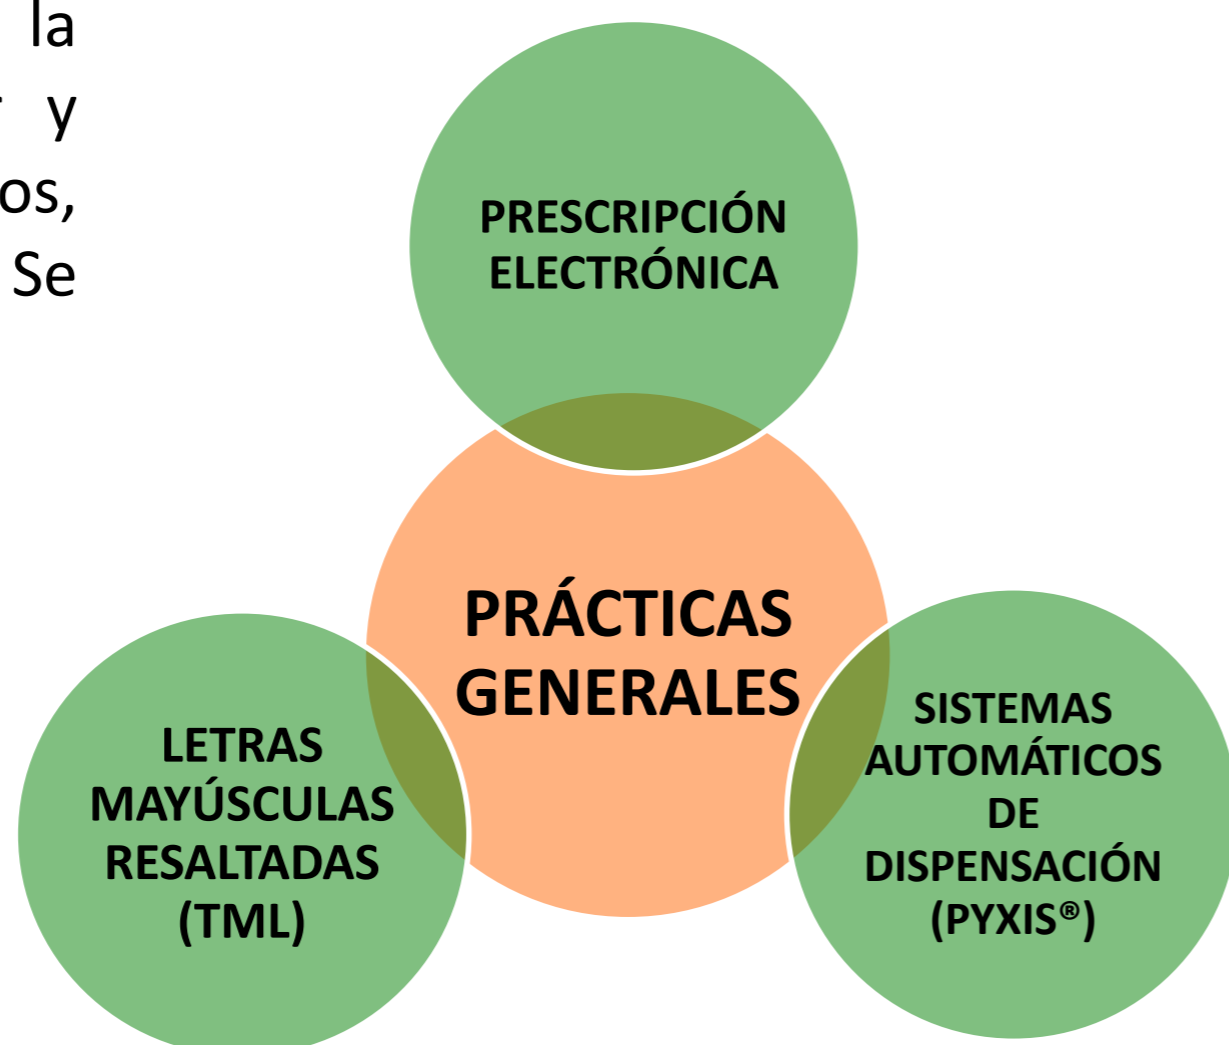 la
y
os,
Se
PRESCRIPCIÓN
ELECTRÓNICA
PRÁCTICAS
GENERALES
LETRAS
MAYÚSCULAS
RESALTADAS
(TML)
SISTEMAS
AUTOMÁTICOS
DE
DISPENSACIÓN
(PYXIS®)